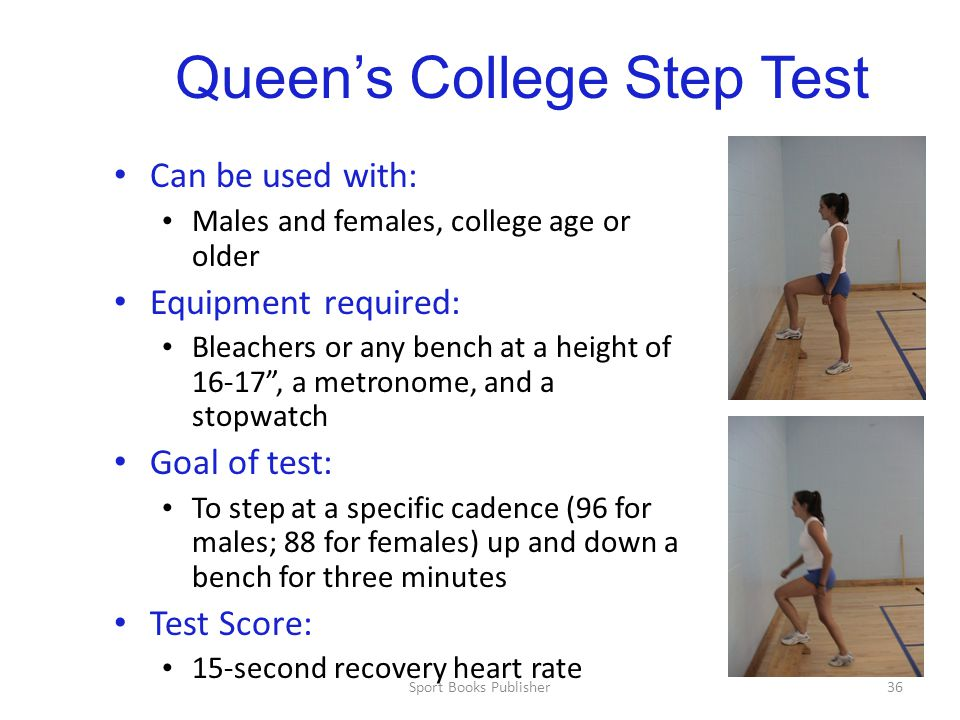 Queen’s College Step Test
• Can be used with:
• Males and females, college age or
older
• Equipment required:
• Bleachers or any bench at a height of
16-17”, a metronome, and a
stopwatch
• Goal of test:
• To step at a specific cadence (96 for
males; 88 for females) up and down a
bench for three minutes
• Test Score:
• 15-second recovery heart rate
Sport Books Publisher
36